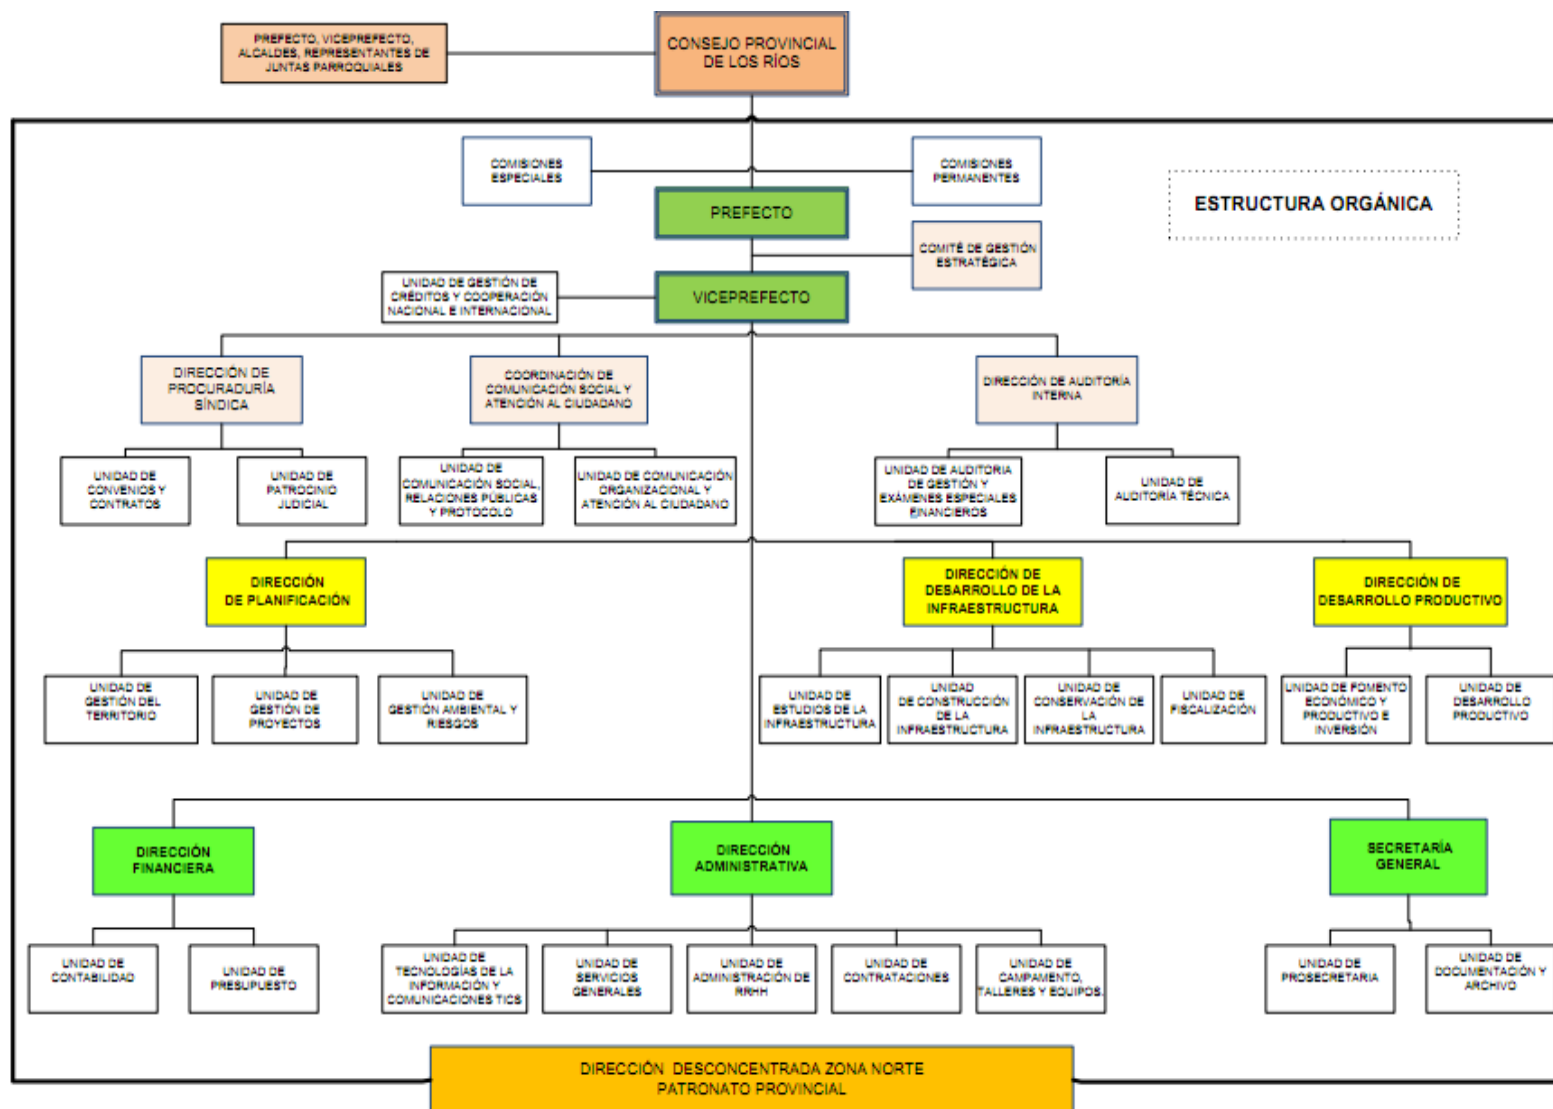 PREFECTO, VICEPREFECTO,
ALCALDES, REPRESENTANTES DE
JUNTAS PARROQUIALES
CONSEJO PROVINCIAL
DE LOS RÍOS
COMISIONES
ESPECIALES
COMISIONES
PERMANENTES
ESTRUCTURA ORGÁNICA
PREFECTO
COMITÉ DE GESTIÓN
ESTRATÉGICA
UNIDAD DE GESTIÓN DE
CRÉDITOS Y COOPERACIÓN
NACIONAL E INTERNACIONAL
VICEPREFECTO
DIRECCIÓN DE
PROCURADURÍA
SÍNDICA
COORDINACIÓN DE
COMUNICACIÓN SOCIAL Y
ATENCIÓN AL CIUDADANO
DIRECCIÓN DE AUDITORÍA
INTERNA
UNIDAD DE
CONVENIOS Y
CONTRATOS
UNIDAD DE
PATROCINIO
JUDICIAL
UNIDAD DE
COMUNICACIÓN SOCIAL,
RELACIONES PÚBLICAS
Y PROTOCOLO
UNIDAD DE COMUNICACIÓN
ORGANIZACIONAL Y
ATENCIÓN AL CIUDADANO
UNIDAD DE AUDITORIA
DE GESTIÓN Y
EXÁMENES ESPECIALES
FINANCIEROS
UNIDAD DE
AUDITORÍA TÉCNICA
DIRECCIÓN
DE PLANIFICACIÓN
DIRECCIÓN DE
DESARROLLO DE LA
INFRAESTRUCTURA
DIRECCIÓN DE
DESARROLLO PRODUCTIVO
UNIDAD DE
GESTIÓN DEL
TERRITORIO
UNIDAD DE
GESTIÓN DE
PROYECTOS
UNIDAD DE
GESTIÓN AMBIENTAL Y
RIESGOS
UNIDAD DE
ESTUDIOS DE LA
INFRAESTRUCTURA
UNIDAD
DE CONSTRUCCIÓN
DE LA
INFRAESTRUCTURA
UNIDAD DE
CONSERVACIÓN DE
LA
INFRAESTRUCTURA
UNIDAD DE
FISCALIZACIÓN
UNIDAD DE FOMENTO
ECONÓMICO Y
PRODUCTIVO E
INVERSIÓN
UNIDAD DE
DESARROLLO
PRODUCTIVO
DIRECCIÓN
FINANCIERA
DIRECCIÓN
ADMINISTRATIVA
SECRETARÍA
GENERAL
UNIDAD DE
CONTABILIDAD
UNIDAD DE
PRESUPUESTO
UNIDAD DE
TECNOLOGÍAS DE LA
INFORMACIÓN Y
COMUNICACIONES TICS
UNIDAD DE
SERVICIOS
GENERALES
UNIDAD DE
ADMINISTRACIÓN DE
RRHH
UNIDAD DE
CONTRATACIONES
UNIDAD DE
CAMPAMENTO,
TALLERES Y EQUIPOS.
UNIDAD DE
PROSECRETARIA
UNIDAD DE
DOCUMENTACIÓN Y
ARCHIVO
DIRECCIÓN DESCONCENTRADA ZONA NORTE
PATRONATO PROVINCIAL